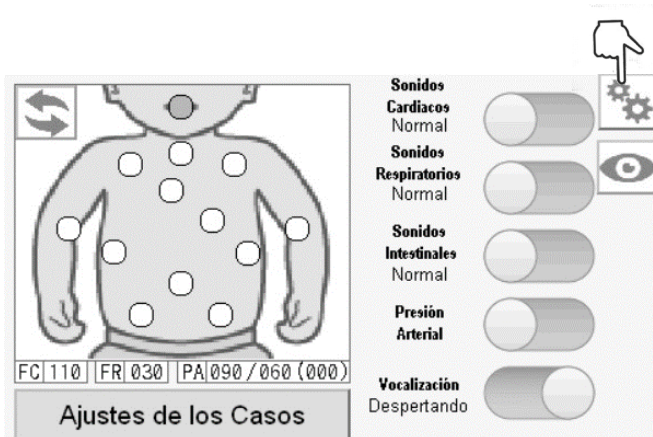 Sonidos
Cardiacos
Normal
Sonidos
Respiratorios
Normal
Sonidos
Intestinales
Normal
Presión
Arterial
Vocalización
Despertando
FC 110 FR 030 PA 090/060(000)
Ajustes de los Casos